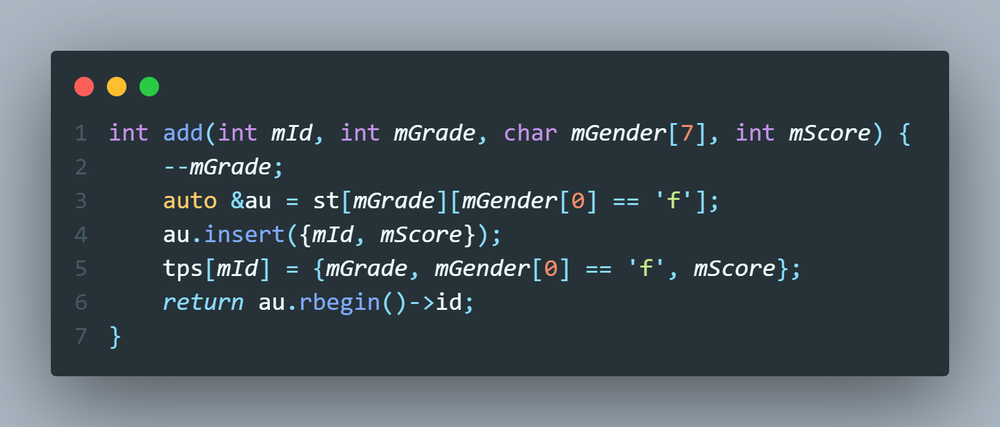 1 int add(int mId, int mGrade, char mGender[7], int mScore) {
2     --mGrade;
3     auto &au = st[mGrade][mGender[0] == 'f'];
4     au.insert({mId, mScore});
5     tps[mId] = {mGrade, mGender[0] == 'f', mScore};
6     return au.rbegin()->id;
7 }